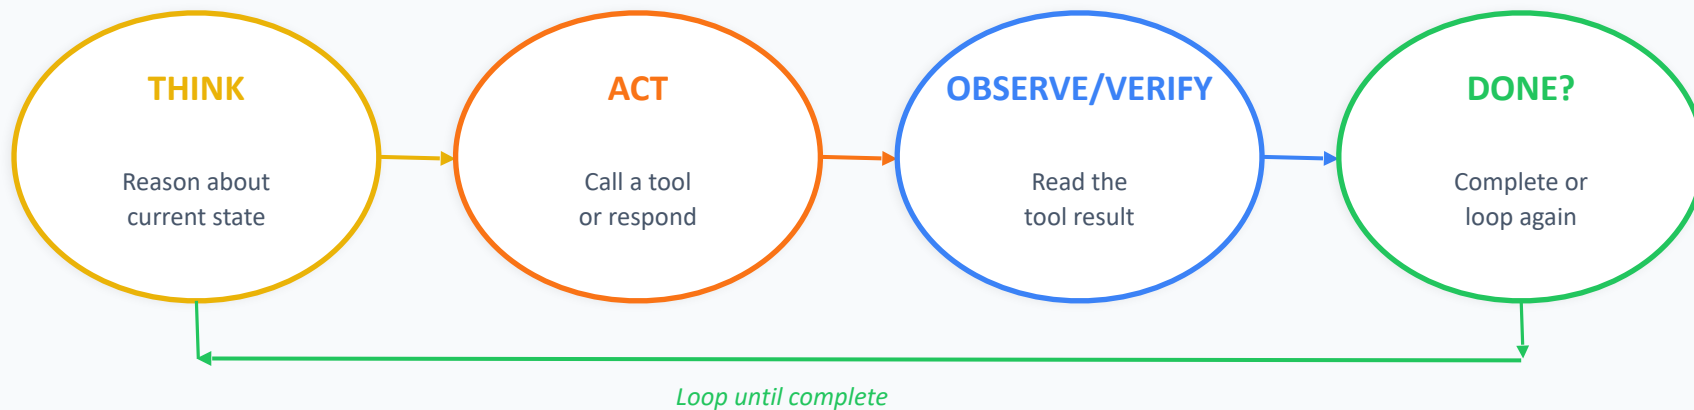 THINK
Reason about
current state
ACT
Call a tool
or respond
OBSERVE/VERIFY
Read the
tool result
DONE?
Complete or
loop again
Loop until complete